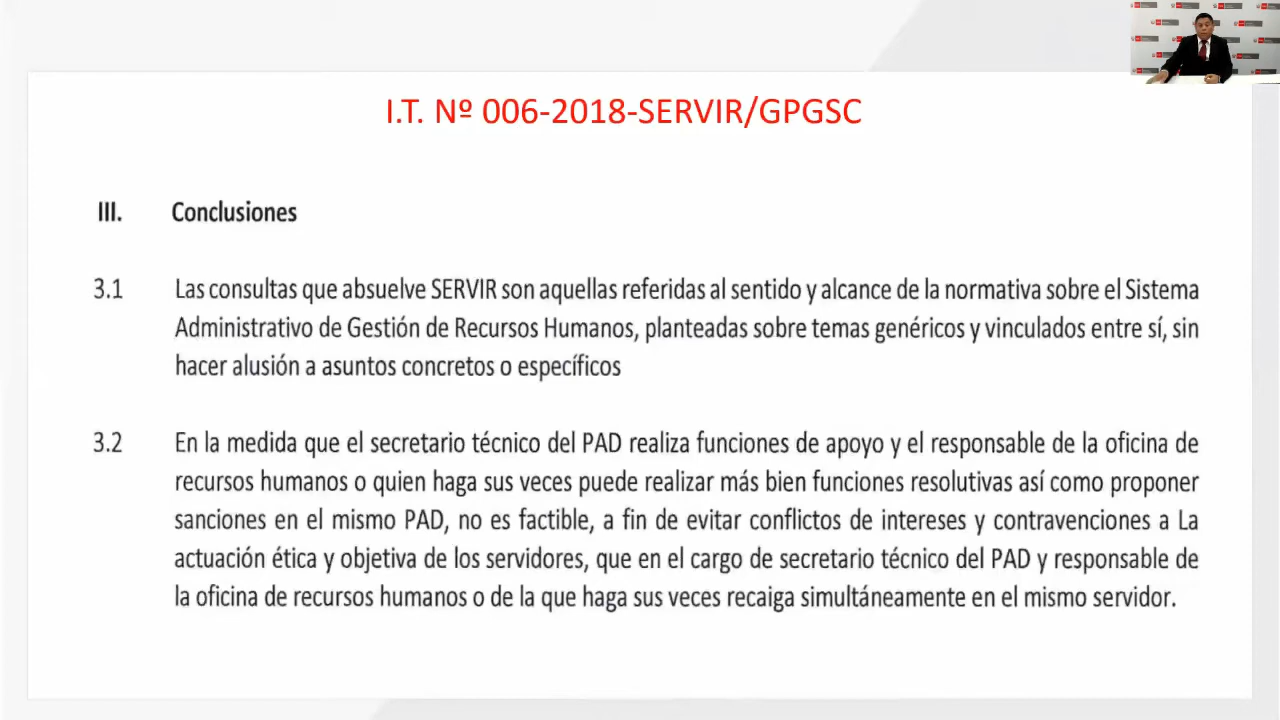 I.T. Nº 006-2018-SERVIR/GPGSC
III. Conclusiones
3.1 Las consultas que absuelve SERVIR son aquellas referidas al sentido y alcance de la normativa sobre el Sistema
Administrativo de Gestión de Recursos Humanos, planteadas sobre temas genéricos y vinculados entre sí, sin
hacer alusión a asuntos concretos o específicos
3.2 En la medida que el secretario técnico del PAD realiza funciones de apoyo y el responsable de la oficina de
recursos humanos o quien haga sus veces puede realizar más bien funciones resolutivas así como proponer
sanciones en el mismo PAD, no es factible, a fin de evitar conflictos de intereses y contravenciones a La
actuación ética y objetiva de los servidores, que en el cargo de secretario técnico del PAD y responsable de
la oficina de recursos humanos o de la que haga sus veces recaiga simultáneamente en el mismo servidor.